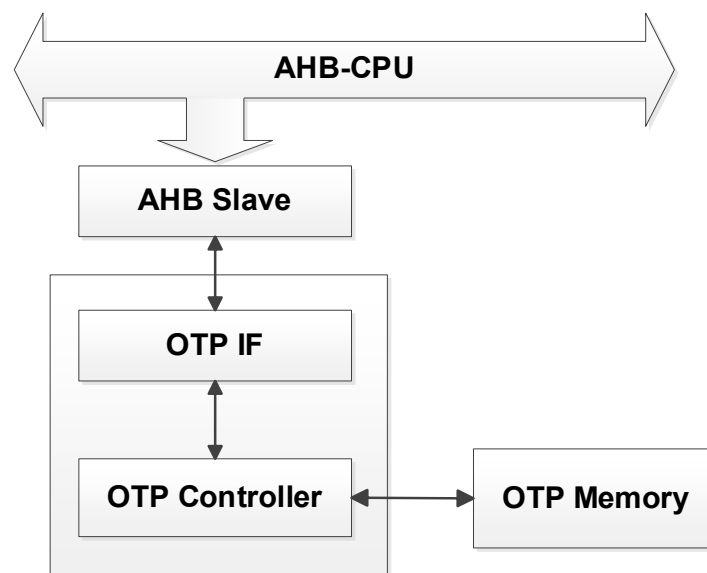 AHB-CPU
AHB Slave
OTP IF
OTP Controller
OTP Memory